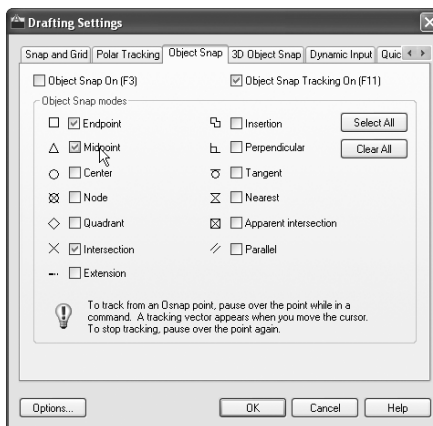 Drafting Settings
Snap and Grid Polar Tracking Object Snap 3D Object Snap Dynamic Input Quic
Object Snap On (F3) Object Snap Tracking On (F11)
Object Snap modes
Endpoint Insertion Select All
Midpoint Perpendicular Clear All
Center Tangent
Node Nearest
Quadrant Apparent intersection
Intersection Parallel
Extension
To track from an Osnap point, pause over the point while in a
command. A tracking vector appears when you move the cursor.
To stop tracking, pause over the point again.
Options... OK Cancel Help